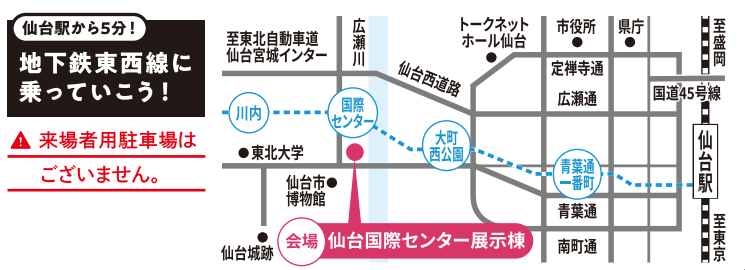 仙台駅から5分！
地下鉄東西線に
乗っていこう！
来場者用駐車場は
ございません。
至東北自動車道
仙台宮城インター
広瀬川
仙台西道路
トークネット
ホール仙台
市役所
県庁
至盛岡
定禅寺通
国道45号線
広瀬通
川内
国際
センター
大町
西公園
青葉通
一番町
仙台駅
東北大学
仙台市
博物館
青葉通
南町通
至東京
仙台城跡
会場
仙台国際センター展示棟